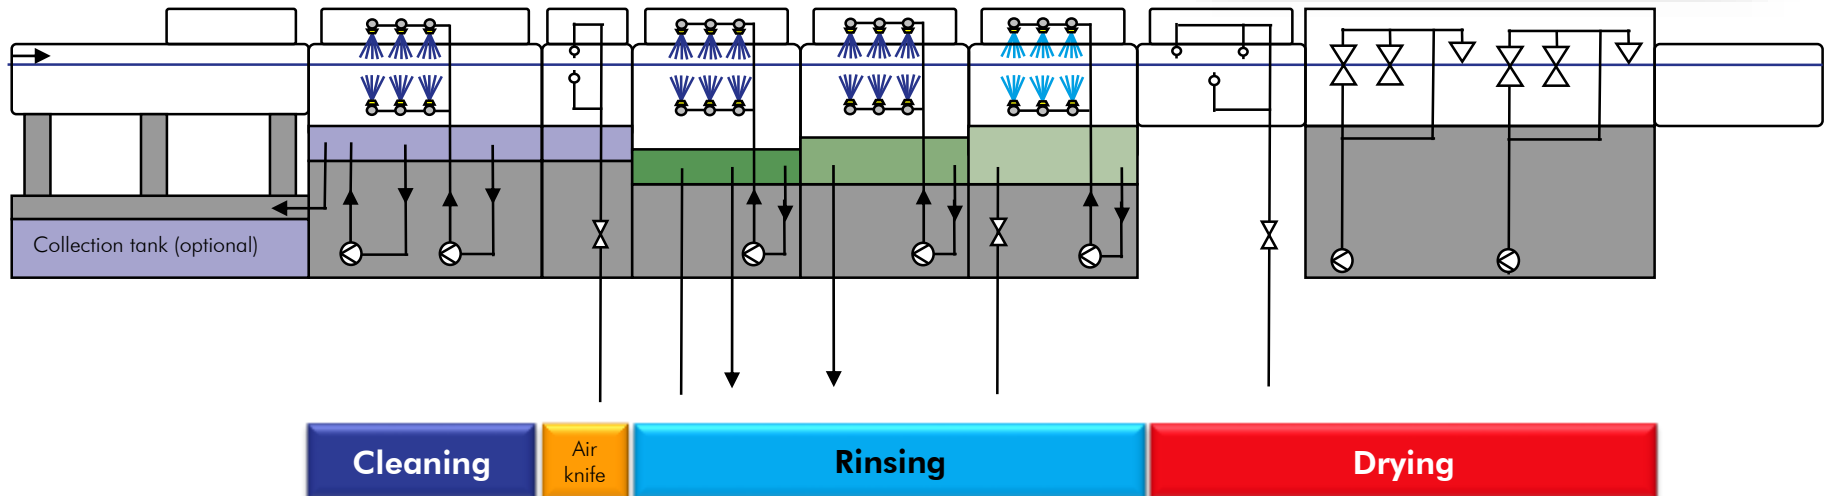 Collection tank (optional)
Cleaning
Air
knife
Rinsing
Drying